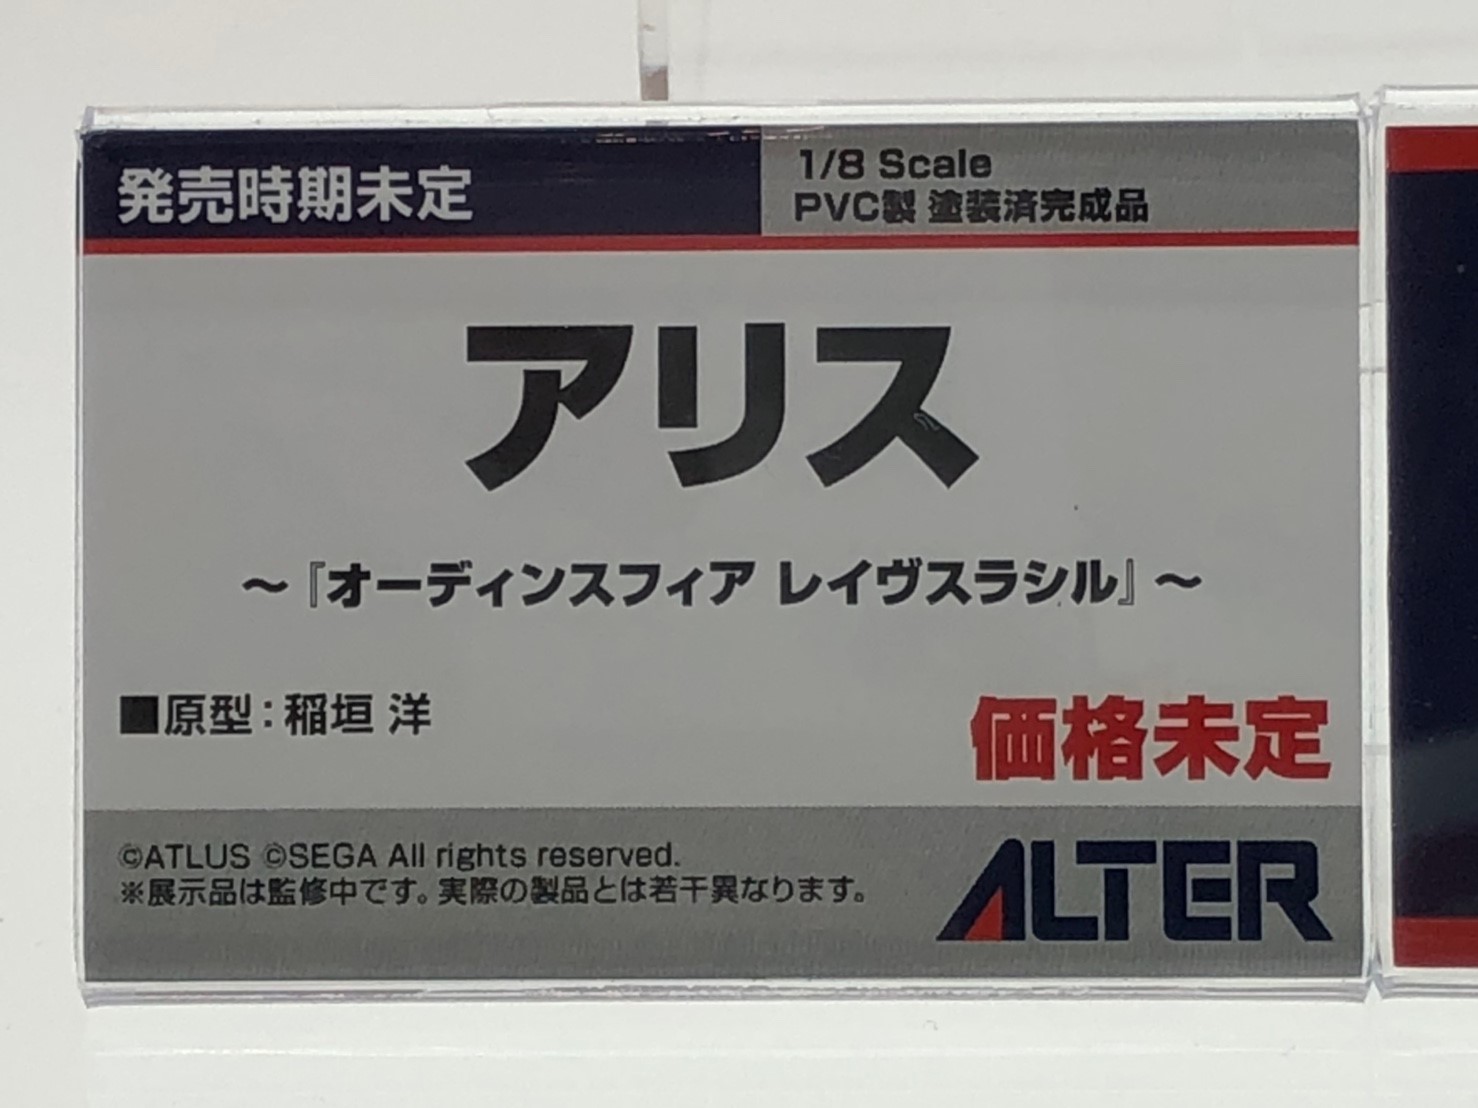 発売時期未定
1/8 Scale
PVC製 塗装済完成品
アリス
～『オーディンスフィア レイヴスラシル』～
■原型：稲垣 洋
価格未定
©ATLUS ©SEGA All rights reserved.
※展示品は監修中です。実際の製品とは若干異なります。
ALTER